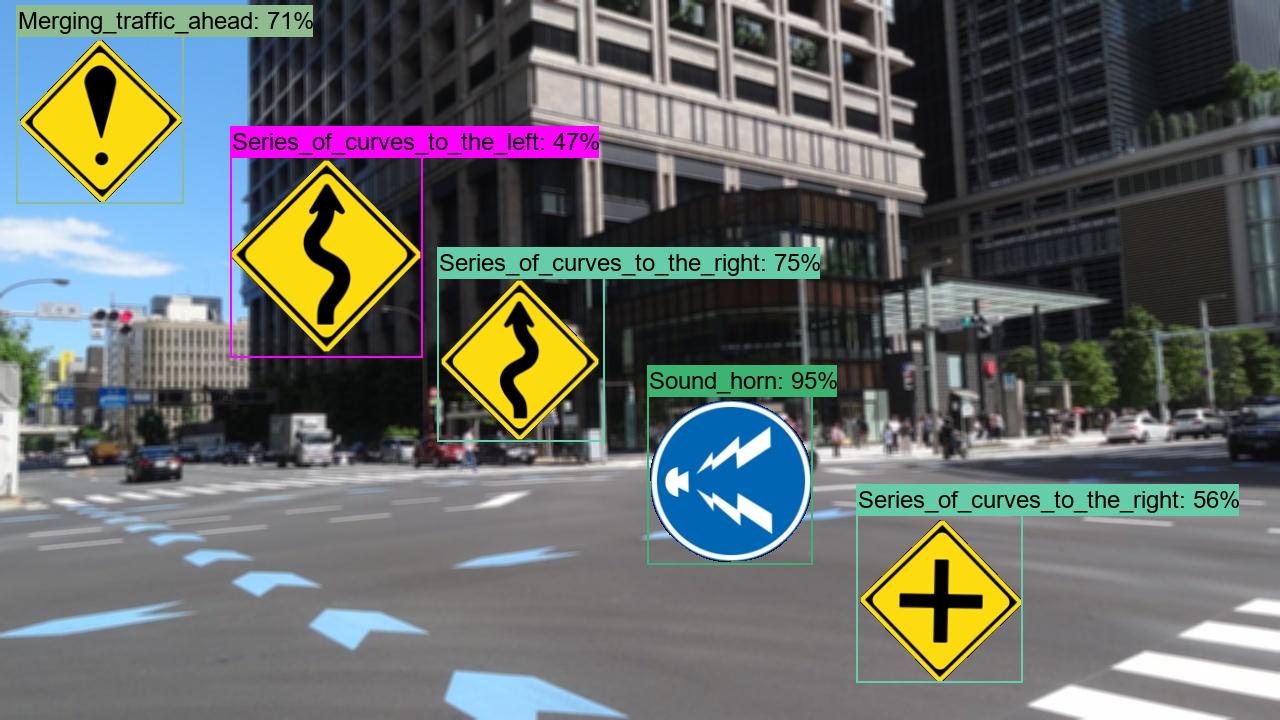 Merging_traffic_ahead: 71%
Series_of_curves_to_the_left: 47%
Series_of_curves_to_the_right: 75%
Sound_horn: 95%
Series_of_curves_to_the_right: 56%